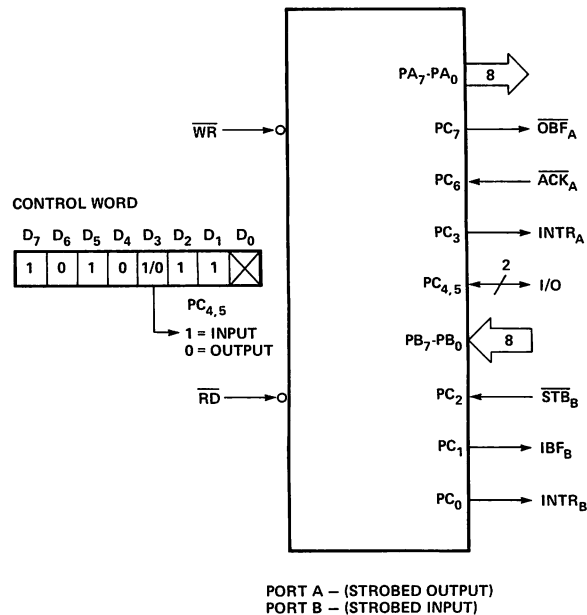 PA7-PA0 8
WR PC7 OBFA
PC6 ACKA
CONTROL WORD
D7 D6 D5 D4 D3 D2 D1 D0
PC3 INTRA
1 0 1 0 1/0 1 1
PC4,5 2 I/O
PC4,5
1 = INPUT
0 = OUTPUT
PB7-PB0 8
RD PC2 STBB
PC1 IBFB
PC0 INTRB
PORT A – (STROBED OUTPUT)
PORT B – (STROBED INPUT)